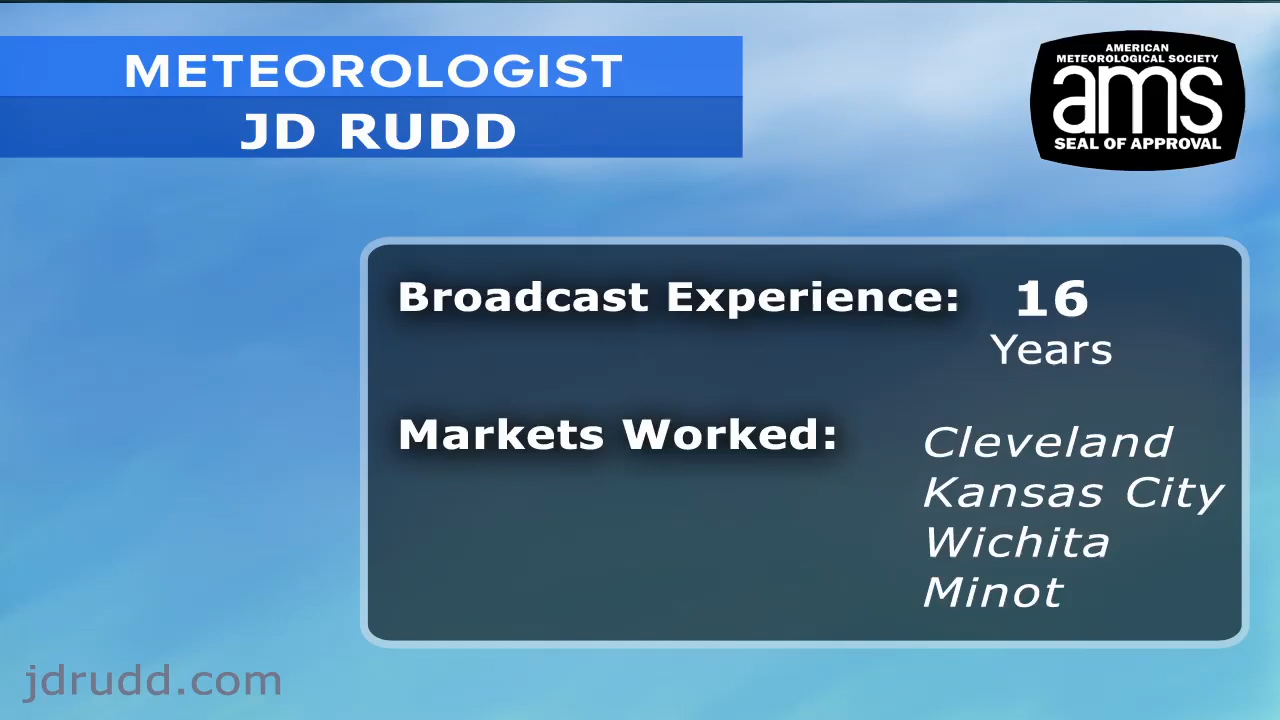 METEOROLOGIST
JD RUDD
AMERICAN
METEOROLOGICAL SOCIETY
ams
SEAL OF APPROVAL
Broadcast Experience: 16
Years
Markets Worked:
Cleveland
Kansas City
Wichita
Minot
jdrudd.com